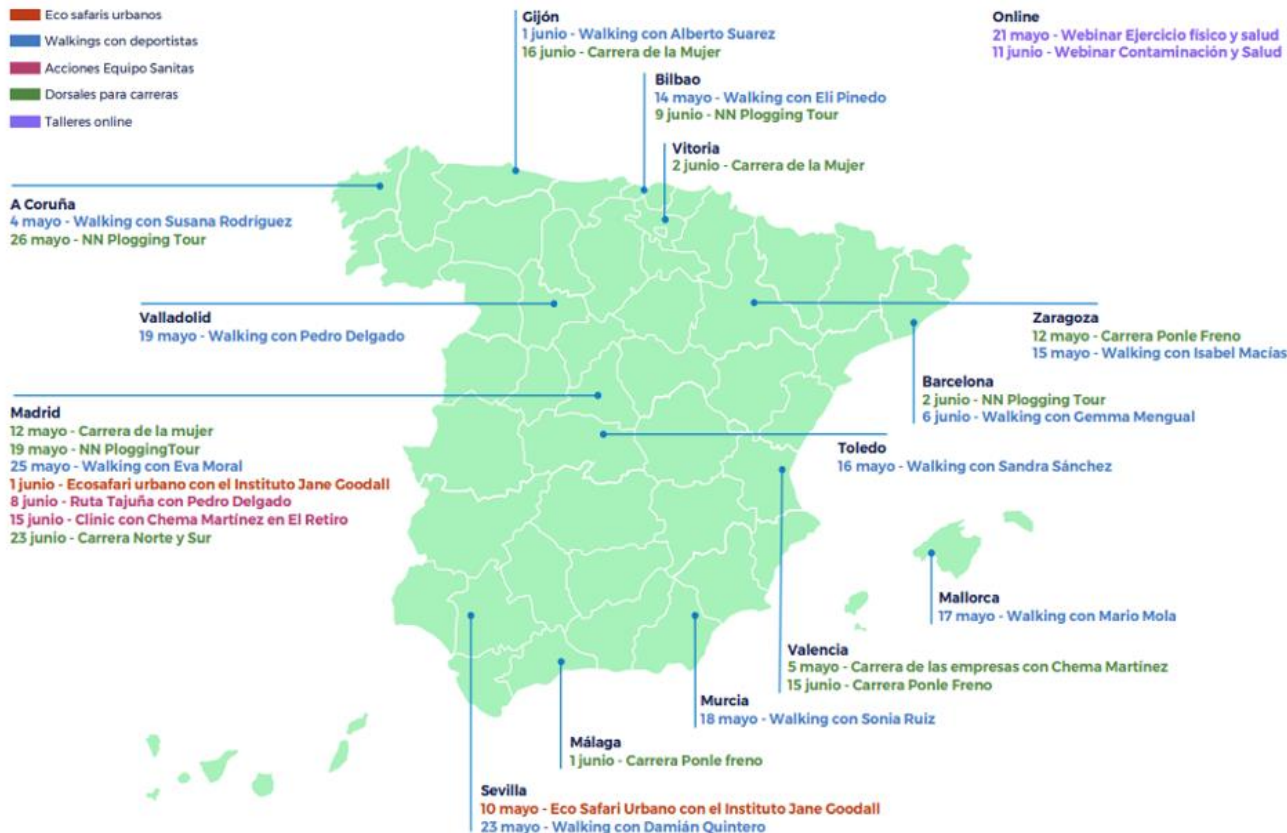 Eco safaris urbanos
Walkings con deportistas
Acciones Equipo Sanitas
Dorsales para carreras
Talleres online
Gijón
1 junio - Walking con Alberto Suarez
16 junio - Carrera de la Mujer
Online
21 mayo - Webinar Ejercicio físico y salud
11 junio - Webinar Contaminación y Salud
Bilbao
14 mayo - Walking con Eli Pinedo
9 junio - NN Plogging Tour
Vitoria
2 junio - Carrera de la Mujer
A Coruña
4 mayo - Walking con Susana Rodríguez
26 mayo - NN Plogging Tour
Valladolid
19 mayo - Walking con Pedro Delgado
Zaragoza
12 mayo - Carrera Ponle Freno
15 mayo - Walking con Isabel Macías
Barcelona
2 junio - NN Plogging Tour
6 junio - Walking con Gemma Mengual
Madrid
12 mayo - Carrera de la mujer
19 mayo - NN PloggingTour
25 mayo - Walking con Eva Moral
1 junio - Ecosafari urbano con el Instituto Jane Goodall
8 junio - Ruta Tajuña con Pedro Delgado
15 junio - Clinic con Chema Martínez en El Retiro
23 junio - Carrera Norte y Sur
Toledo
16 mayo - Walking con Sandra Sánchez
Mallorca
17 mayo - Walking con Mario Mola
Valencia
5 mayo - Carrera de las empresas con Chema Martínez
15 junio - Carrera Ponle Freno
Murcia
18 mayo - Walking con Sonia Ruiz
Málaga
1 junio - Carrera Ponle freno
Sevilla
10 mayo - Eco Safari Urbano con el Instituto Jane Goodall
23 mayo - Walking con Damián Quintero